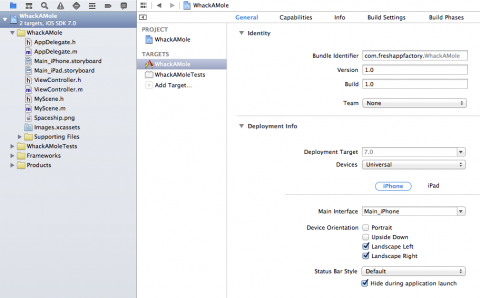 WhackAMole
2 targets, iOS SDK 7.0
WhackAMole
AppDelegate.h
AppDelegate.m
Main_iPhone.storyboard
Main_iPad.storyboard
ViewController.h
ViewController.m
MyScene.h
MyScene.m
Spaceship.png
Images.xcassets
Supporting Files
WhackAMoleTests
Frameworks
Products
WhackAMole
PROJECT
WhackAMole
TARGETS
WhackAMole
WhackAMoleTests
Add Target...
General Capabilities Info Build Settings Build Phases
Identity
Bundle Identifier com.freshappfactory.WhackAMole
Version 1.0
Build 1.0
Team None
Deployment Info
Deployment Target 7.0
Devices Universal
iPhone iPad
Main Interface Main_iPhone
Device Orientation Portrait
Upside Down
Landscape Left
Landscape Right
Status Bar Style Default
Hide during application launch